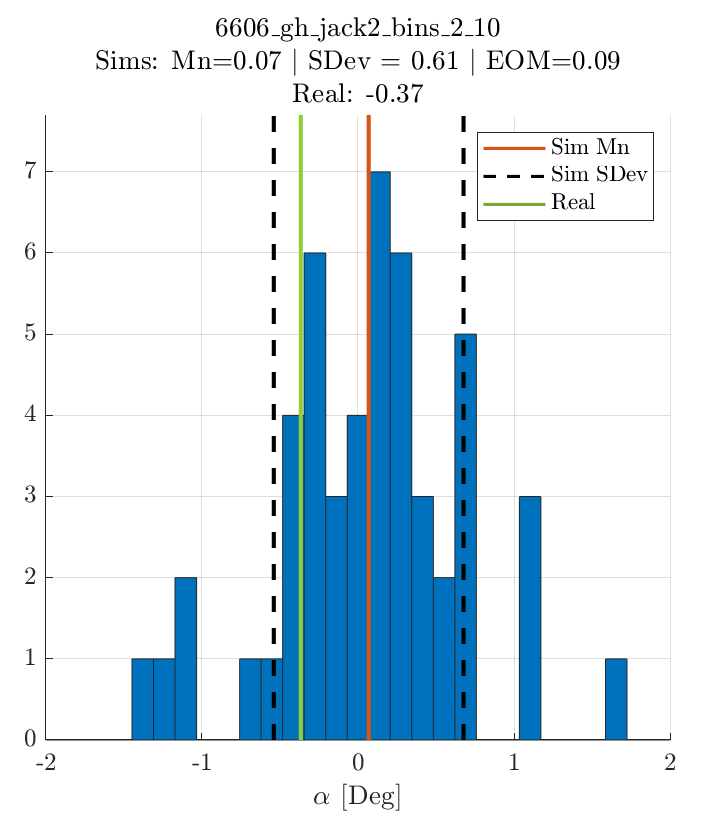 6606_gh_jack2_bins_2_10
Sims: Mn=0.07 | SDev = 0.61 | EOM=0.09
Real: -0.37
Sim Mn
Sim SDev
Real
7
6
5
4
3
2
1
0
-2 -1 0 1 2
α [Deg]